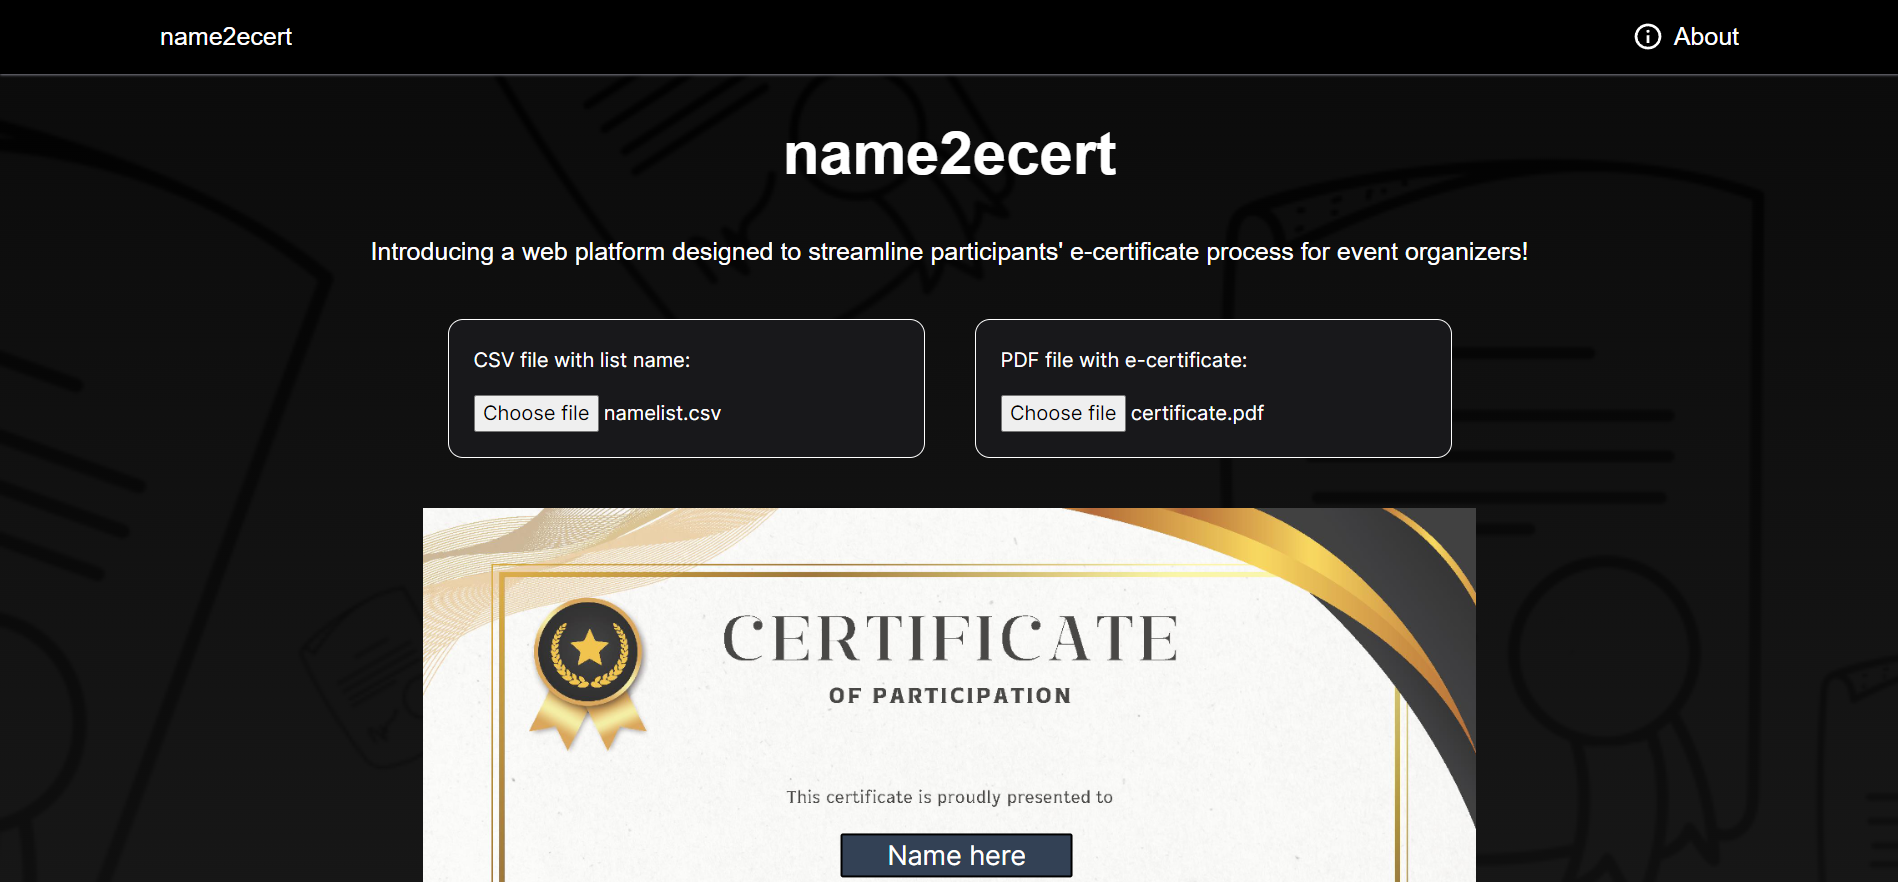 name2ecert
About
name2ecert
Introducing a web platform designed to streamline participants' e-certificate process for event organizers!
CSV file with list name:
Choose file namelist.csv
PDF file with e-certificate:
Choose file certificate.pdf
CERTIFICATE
OF PARTICIPATION
This certificate is proudly presented to
Name here